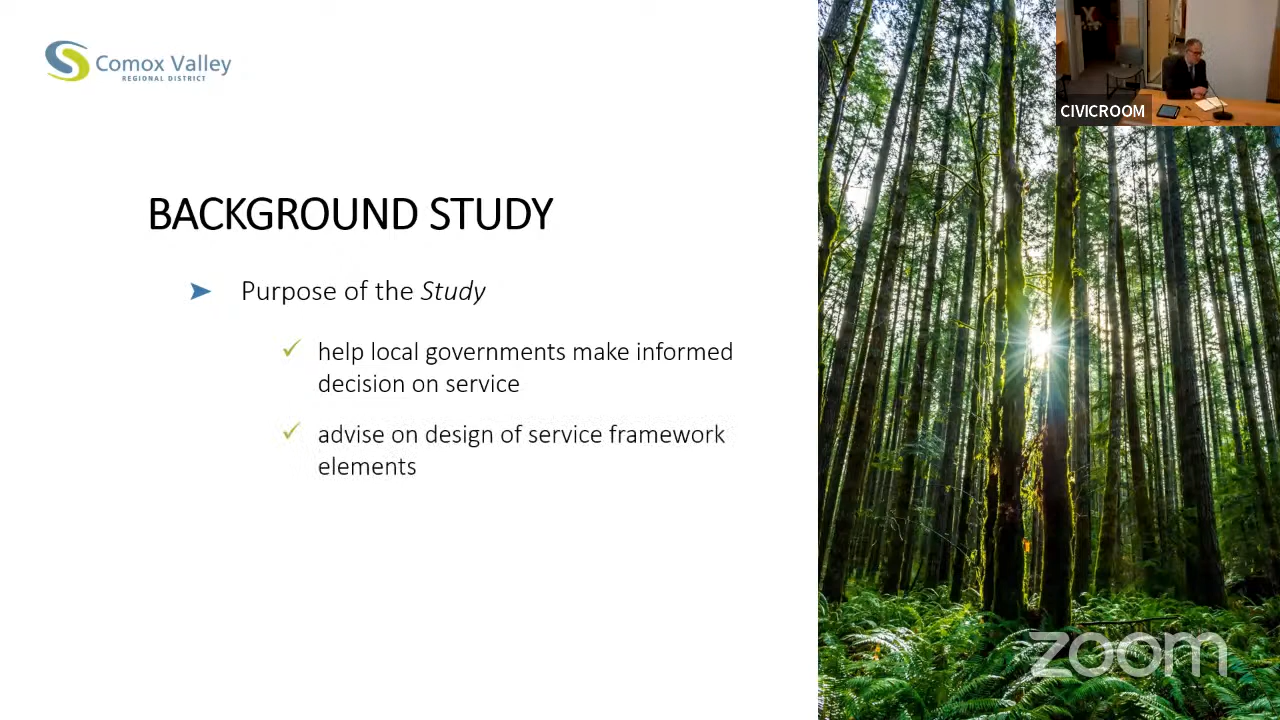 Comox Valley
REGIONAL DISTRICT
CIVICROOM
BACKGROUND STUDY
Purpose of the Study
help local governments make informed
decision on service
advise on design of service framework
elements
zoom